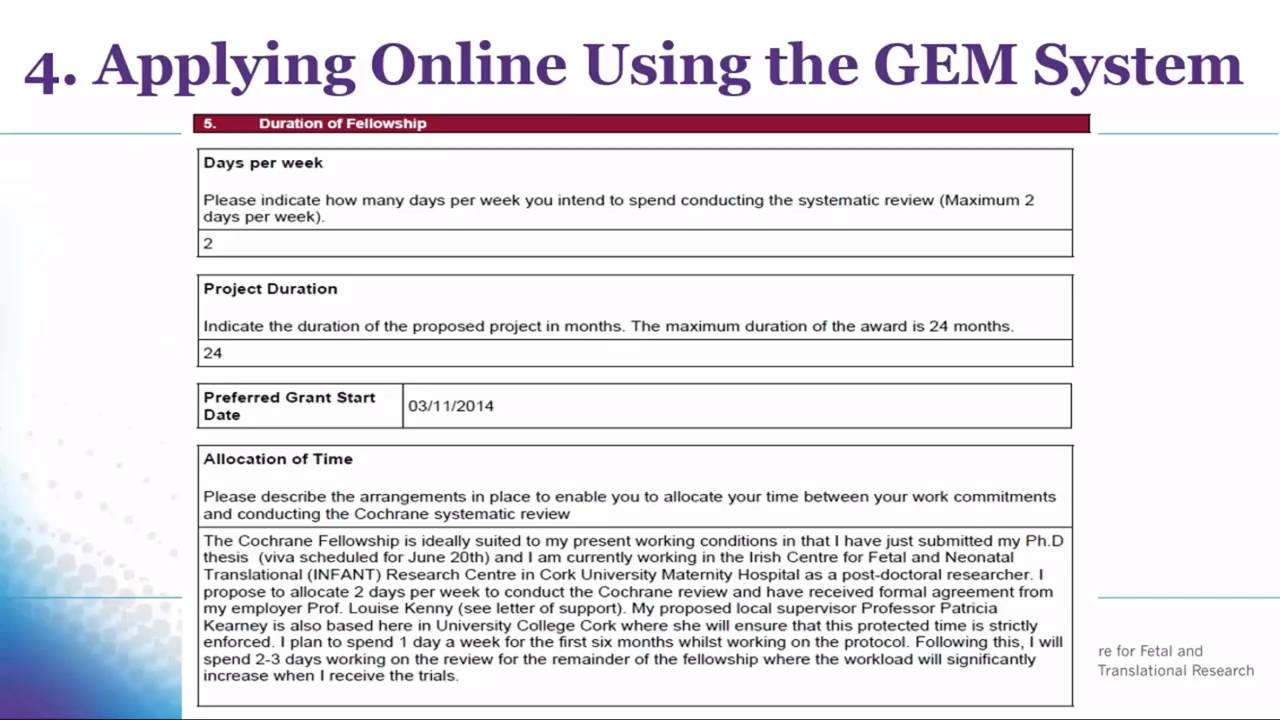 4. Applying Online Using the GEM System
5. Duration of Fellowship
Days per week
Please indicate how many days per week you intend to spend conducting the systematic review (Maximum 2
days per week).
2
Project Duration
Indicate the duration of the proposed project in months. The maximum duration of the award is 24 months.
24
Preferred Grant Start
Date
03/11/2014
Allocation of Time
Please describe the arrangements in place to enable you to allocate your time between your work commitments
and conducting the Cochrane systematic review
The Cochrane Fellowship is ideally suited to my present working conditions in that I have just submitted my Ph.D
thesis (viva scheduled for June 20th) and I am currently working in the Irish Centre for Fetal and Neonatal
Translational (INFANT) Research Centre in Cork University Maternity Hospital as a post-doctoral researcher. I
propose to allocate 2 days per week to conduct the Cochrane review and have received formal agreement from
my employer Prof. Louise Kenny (see letter of support). My proposed local supervisor Professor Patricia
Kearney is also based here in University College Cork where she will ensure that this protected time is strictly
enforced. I plan to spend 1 day a week for the first six months whilst working on the protocol. Following this, I will
spend 2-3 days working on the review for the remainder of the fellowship where the workload will significantly
increase when I receive the trials.
re for Fetal and
Translational Research